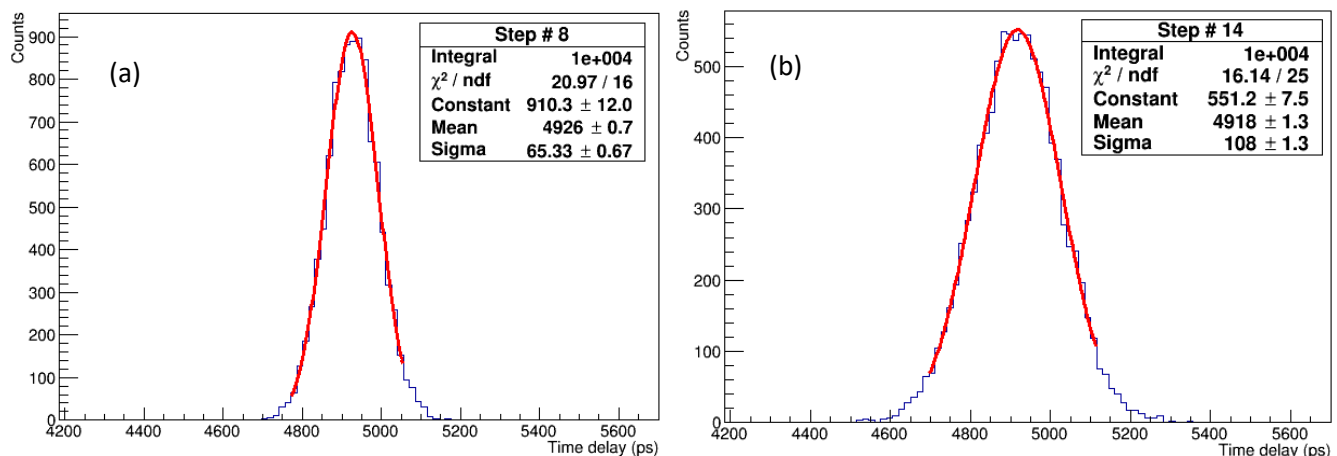 Counts
900
800
700
600
500
400
300
200
100
0
(a)
Step # 8
Integral 1e+004
χ² / ndf 20.97 / 16
Constant 910.3 ± 12.0
Mean 4926 ± 0.7
Sigma 65.33 ± 0.67
4200 4400 4600 4800 5000 5200 5400 5600
Time delay (ps)
Counts
500
400
300
200
100
0
(b)
Step # 14
Integral 1e+004
χ² / ndf 16.14 / 25
Constant 551.2 ± 7.5
Mean 4918 ± 1.3
Sigma 108 ± 1.3
4200 4400 4600 4800 5000 5200 5400 5600
Time delay (ps)